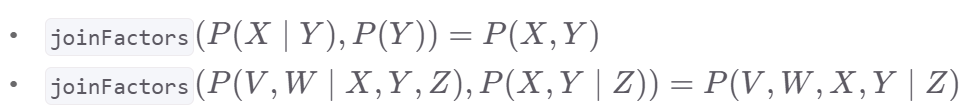 • joinFactors(P(X | Y), P(Y)) = P(X, Y)
• joinFactors(P(V, W | X, Y, Z), P(X, Y | Z)) = P(V, W, X, Y | Z)